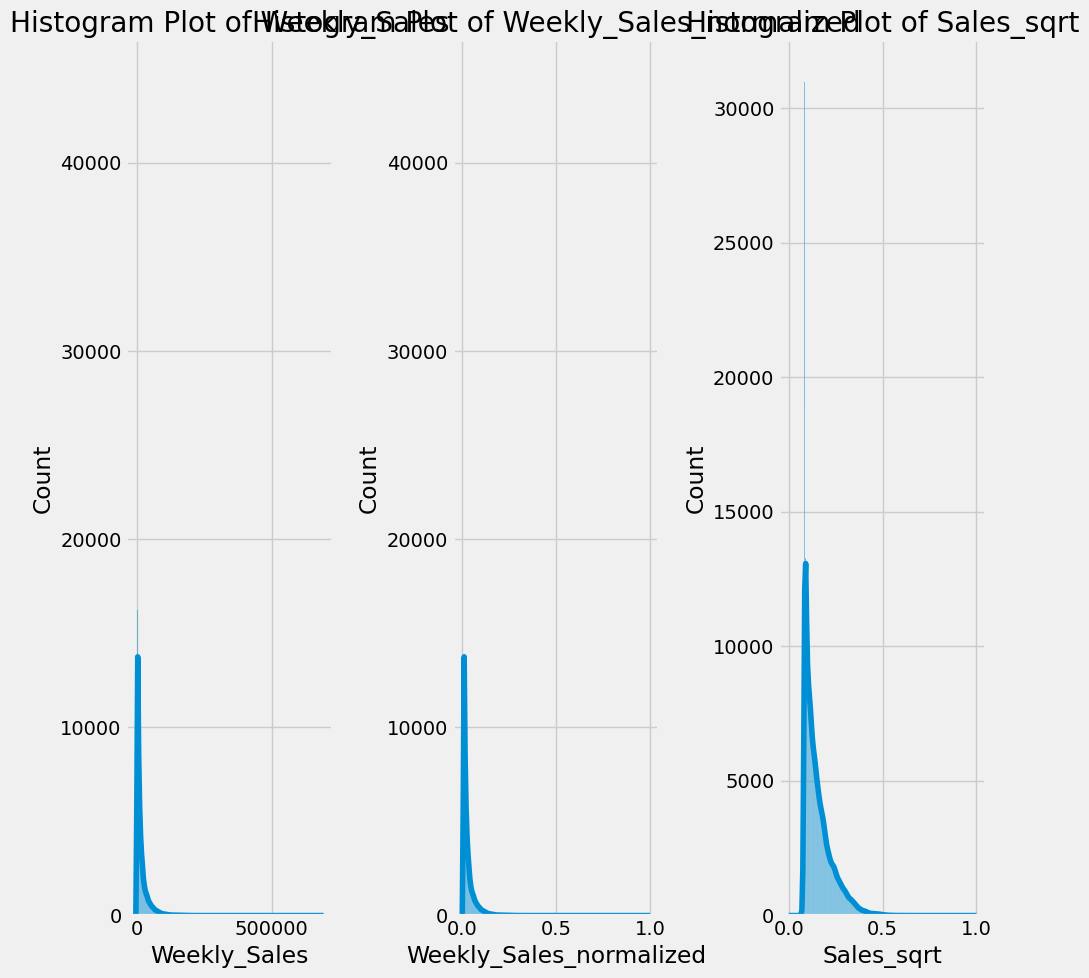 Histogram Plot of Weekly_Sales
Histogram Plot of Weekly_Sales_normalized
Histogram Plot of Sales_sqrt
40000
30000
20000
10000
0
Count
0
500000
Weekly_Sales
40000
30000
20000
10000
0
Count
0.0
0.5
1.0
Weekly_Sales_normalized
30000
25000
20000
15000
10000
5000
0
Count
0.0
0.5
1.0
Sales_sqrt